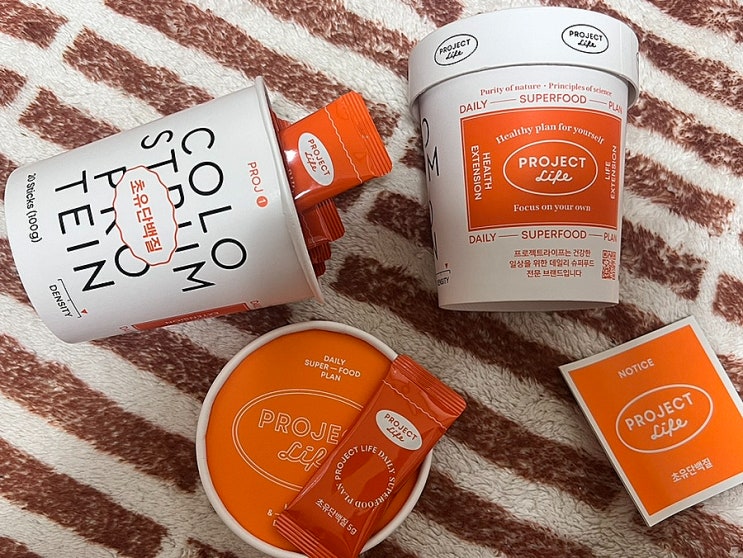 PROJ 1
COLO
STRUM
PRO
TEIN
초유단백질
20 Sticks (100g)
DENSITY
PROJECT
Life
PROJECT
Life
PROJECT
Life
Purity of nature • Principles of science
DAILY — SUPERFOOD — PLAN
Healthy plan for yourself
HEALTH
EXTENSION
PROJECT
Life
LIFE
EXTENSION
Focus on your own
DAILY — SUPERFOOD — PLAN
프로젝트라이프는 건강한
일상을 위한 데일리 슈퍼푸드
전문 브랜드입니다
DENSITY
DAILY
SUPER — FOOD
PLAN
PROJECT
Life
PROJECT
Life
PROJECT LIFE DAILY SUPERFOOD PLAN
초유단백질 5g
NOTICE
PROJECT
Life
초유단백질